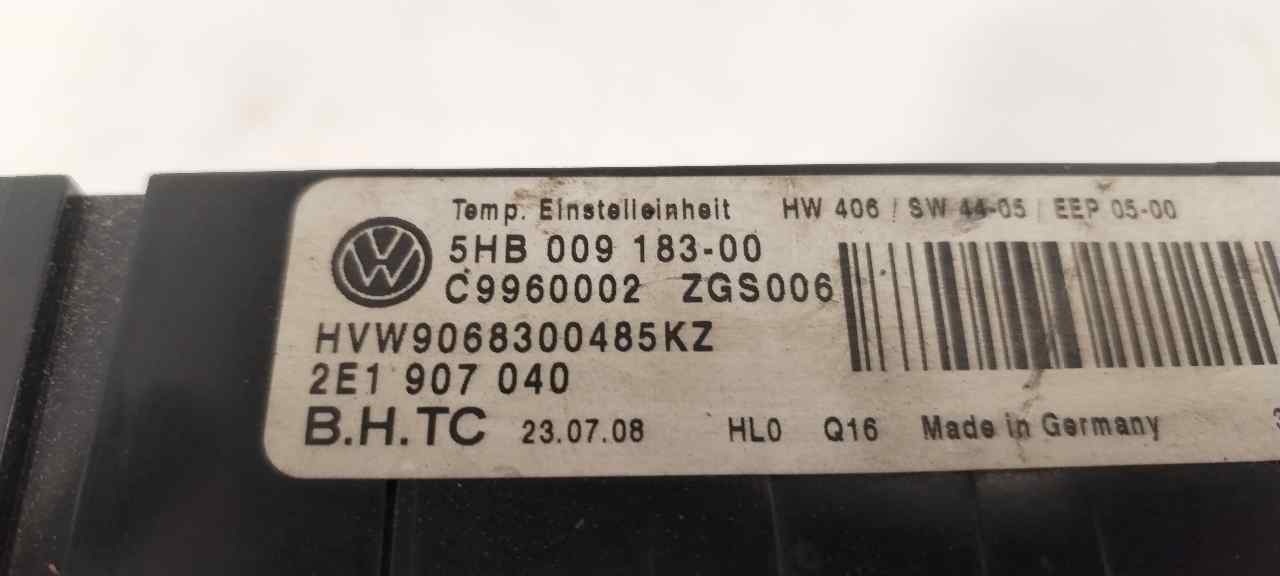 Temp. Einstelleinheit HW 406 / SW 44-05 / EEP 05-00
5HB 009 183-00
C9960002 ZGS006
HVW9068300485KZ
2E1 907 040
B.H.TC 23.07.08 HL0 Q16 Made in Germany